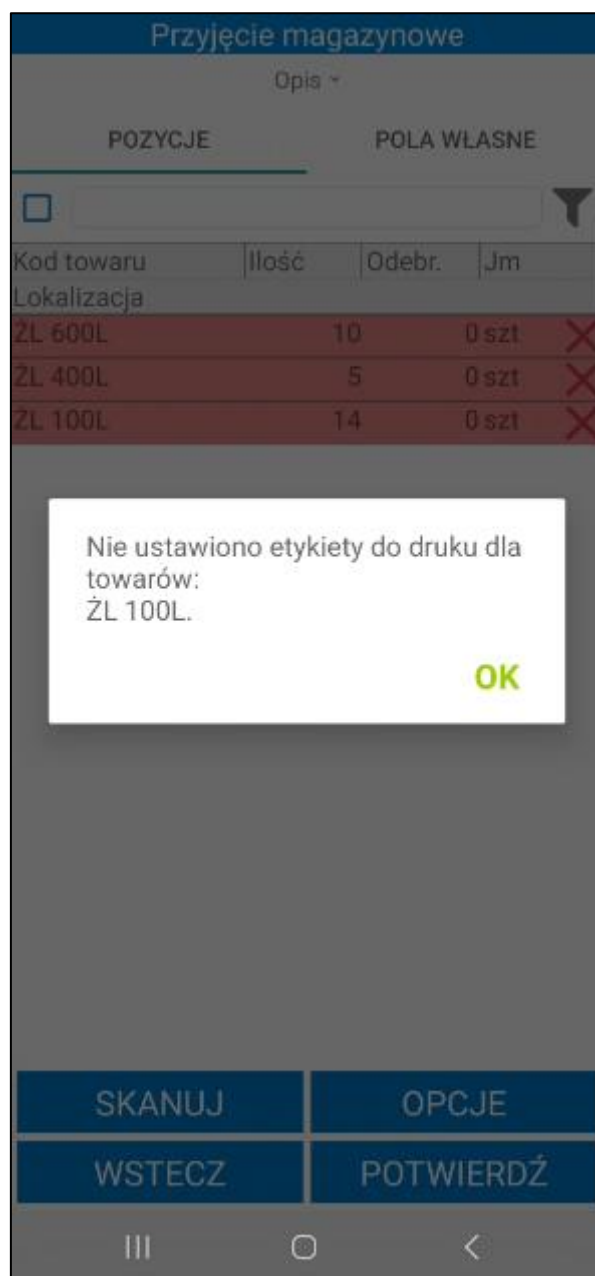 Przyjęcie magazynowe
Opis
POZYCJE POLA WŁASNE
Kod towaru Ilość Odebr. Jm
Lokalizacja
ŻL 600L 10 0 szt
ŻL 400L 5 0 szt
ŻL 100L 14 0 szt
Nie ustawiono etykiety do druku dla
towarów:
ŻL 100L.
OK
SKANUJ OPCJE
WSTECZ POTWIERDŹ